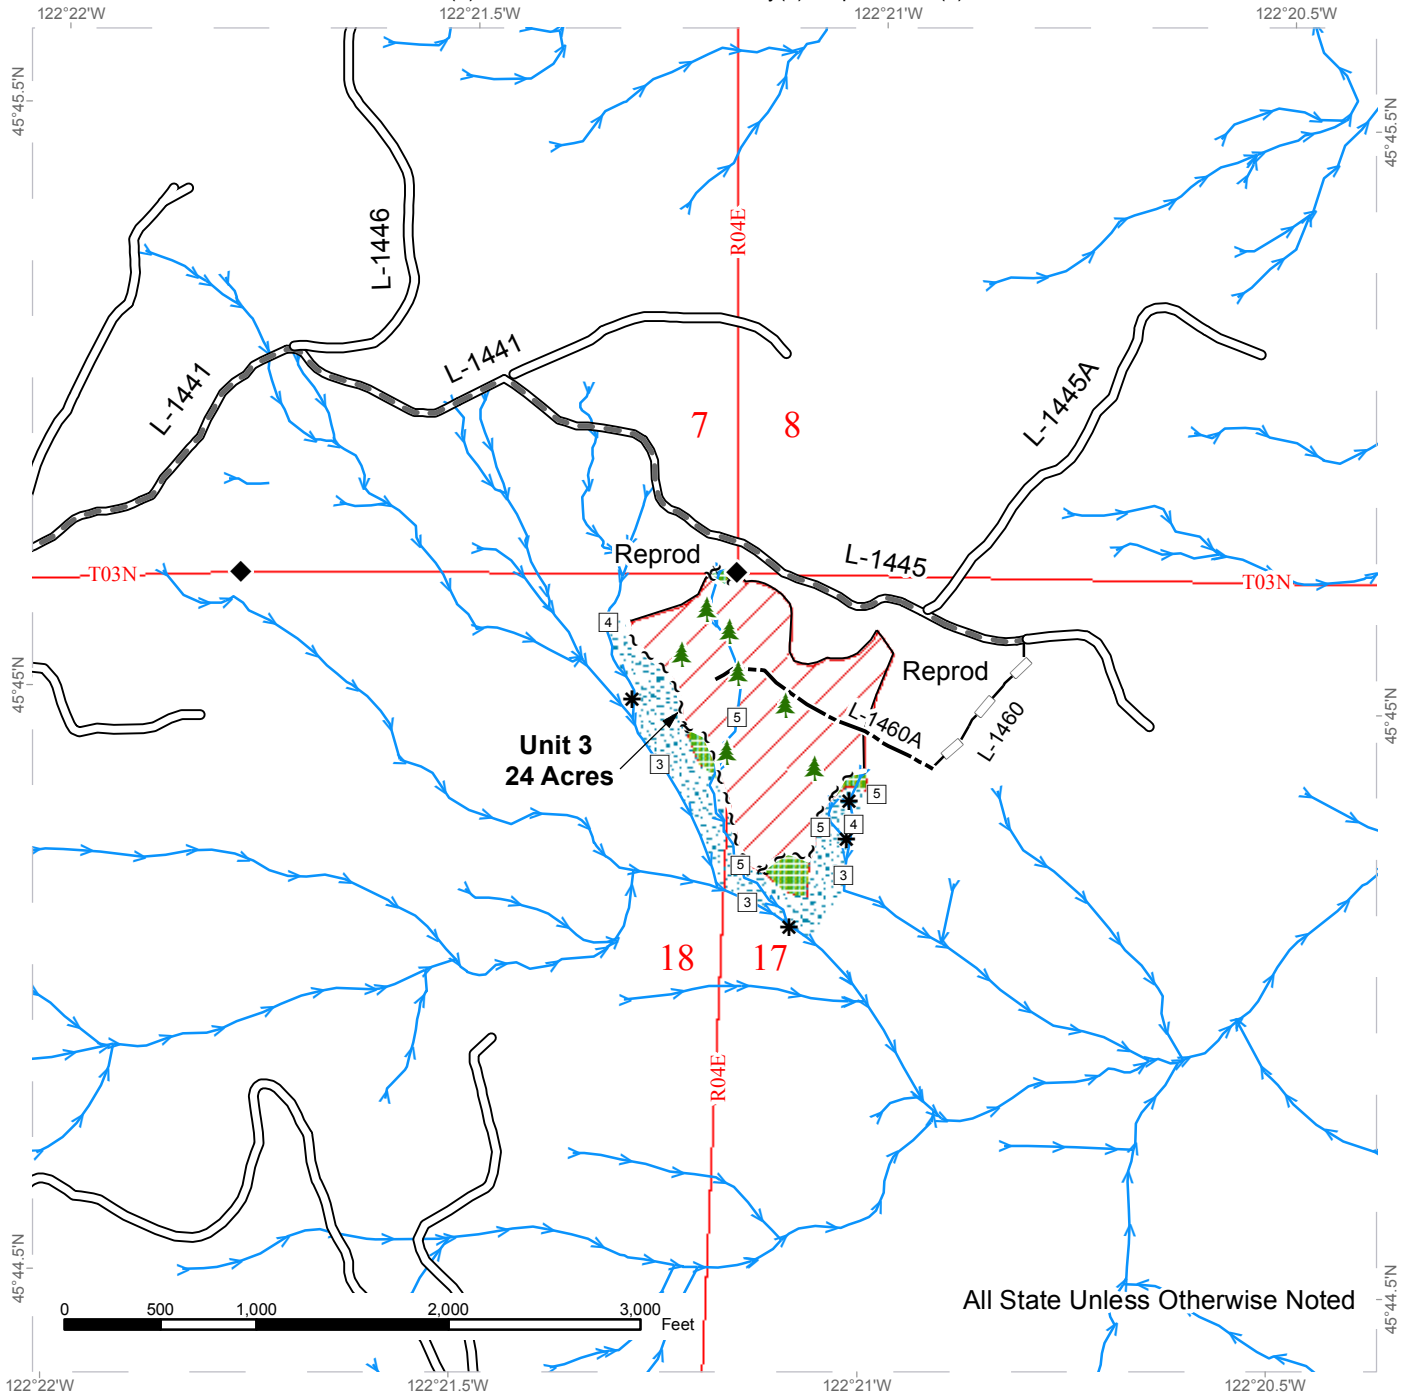 122°22'W
122°21.5'W
122°21'W
122°20.5'W
45°45.5'N
45°45.5'N
R04E
L-1446
L-1441
L-1441
L-1445A
7
8
Reprod
L-1445
T03N
T03N
4
Reprod
45°45'N
45°45'N
5
L-1460A
L-1460
Unit 3
24 Acres
3
5
5
4
5
3
3
18
17
R04E
45°44.5'N
45°44.5'N
All State Unless Otherwise Noted
0 500 1,000 2,000 3,000
Feet
122°22'W
122°21.5'W
122°21'W
122°20.5'W